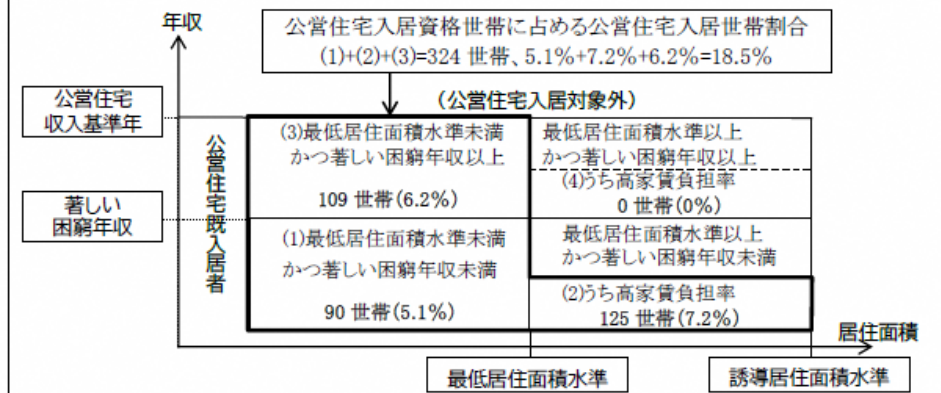 年収
公営住宅入居資格世帯に占める公営住宅入居世帯割合
(1)+(2)+(3)=324 世帯、5.1%+7.2%+6.2%=18.5%
(公営住宅入居対象外)
公営住宅
収入基準年
著しい
困窮年収
公営住宅既入居者
(3)最低居住面積水準未満
かつ著しい困窮年収以上
109 世帯(6.2%)
最低居住面積水準以上
かつ著しい困窮年収以上
(4)うち高家賃負担率
0 世帯(0%)
(1)最低居住面積水準未満
かつ著しい困窮年収未満
90 世帯(5.1%)
最低居住面積水準以上
かつ著しい困窮年収未満
(2)うち高家賃負担率
125 世帯(7.2%)
居住面積
最低居住面積水準
誘導居住面積水準